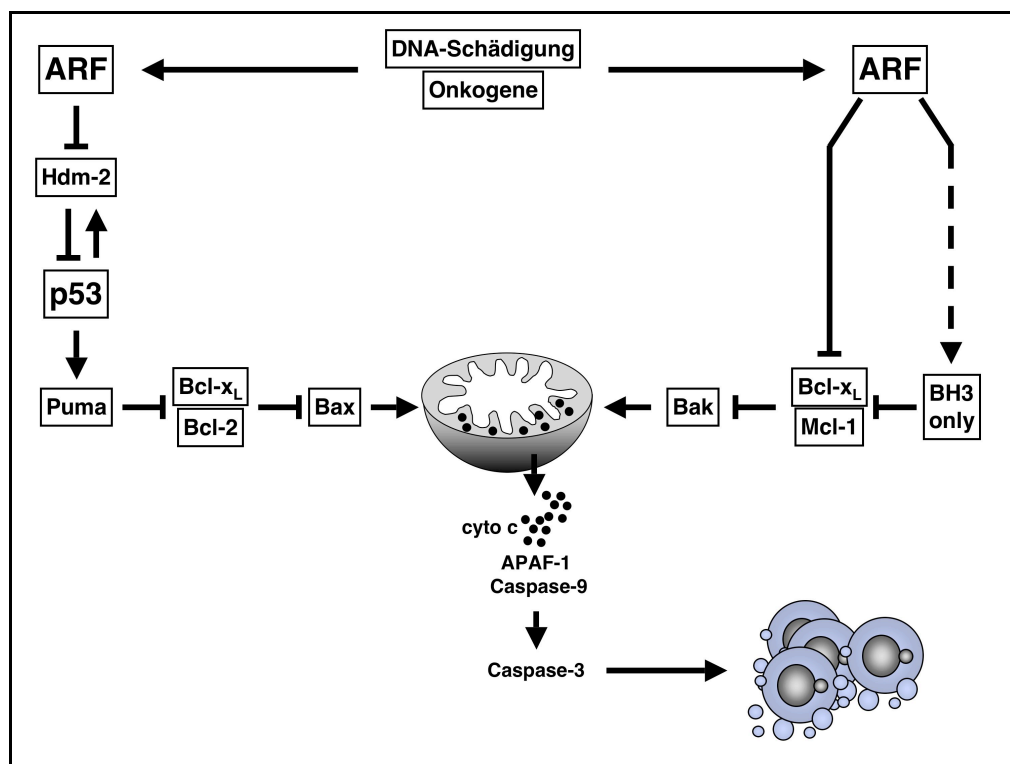 DNA-Schädigung
Onkogene
ARF
ARF
Hdm-2
p53
Puma
Bcl-xL
Bcl-2
Bax
Bak
Bcl-xL
Mcl-1
BH3
only
cyto c
APAF-1
Caspase-9
Caspase-3